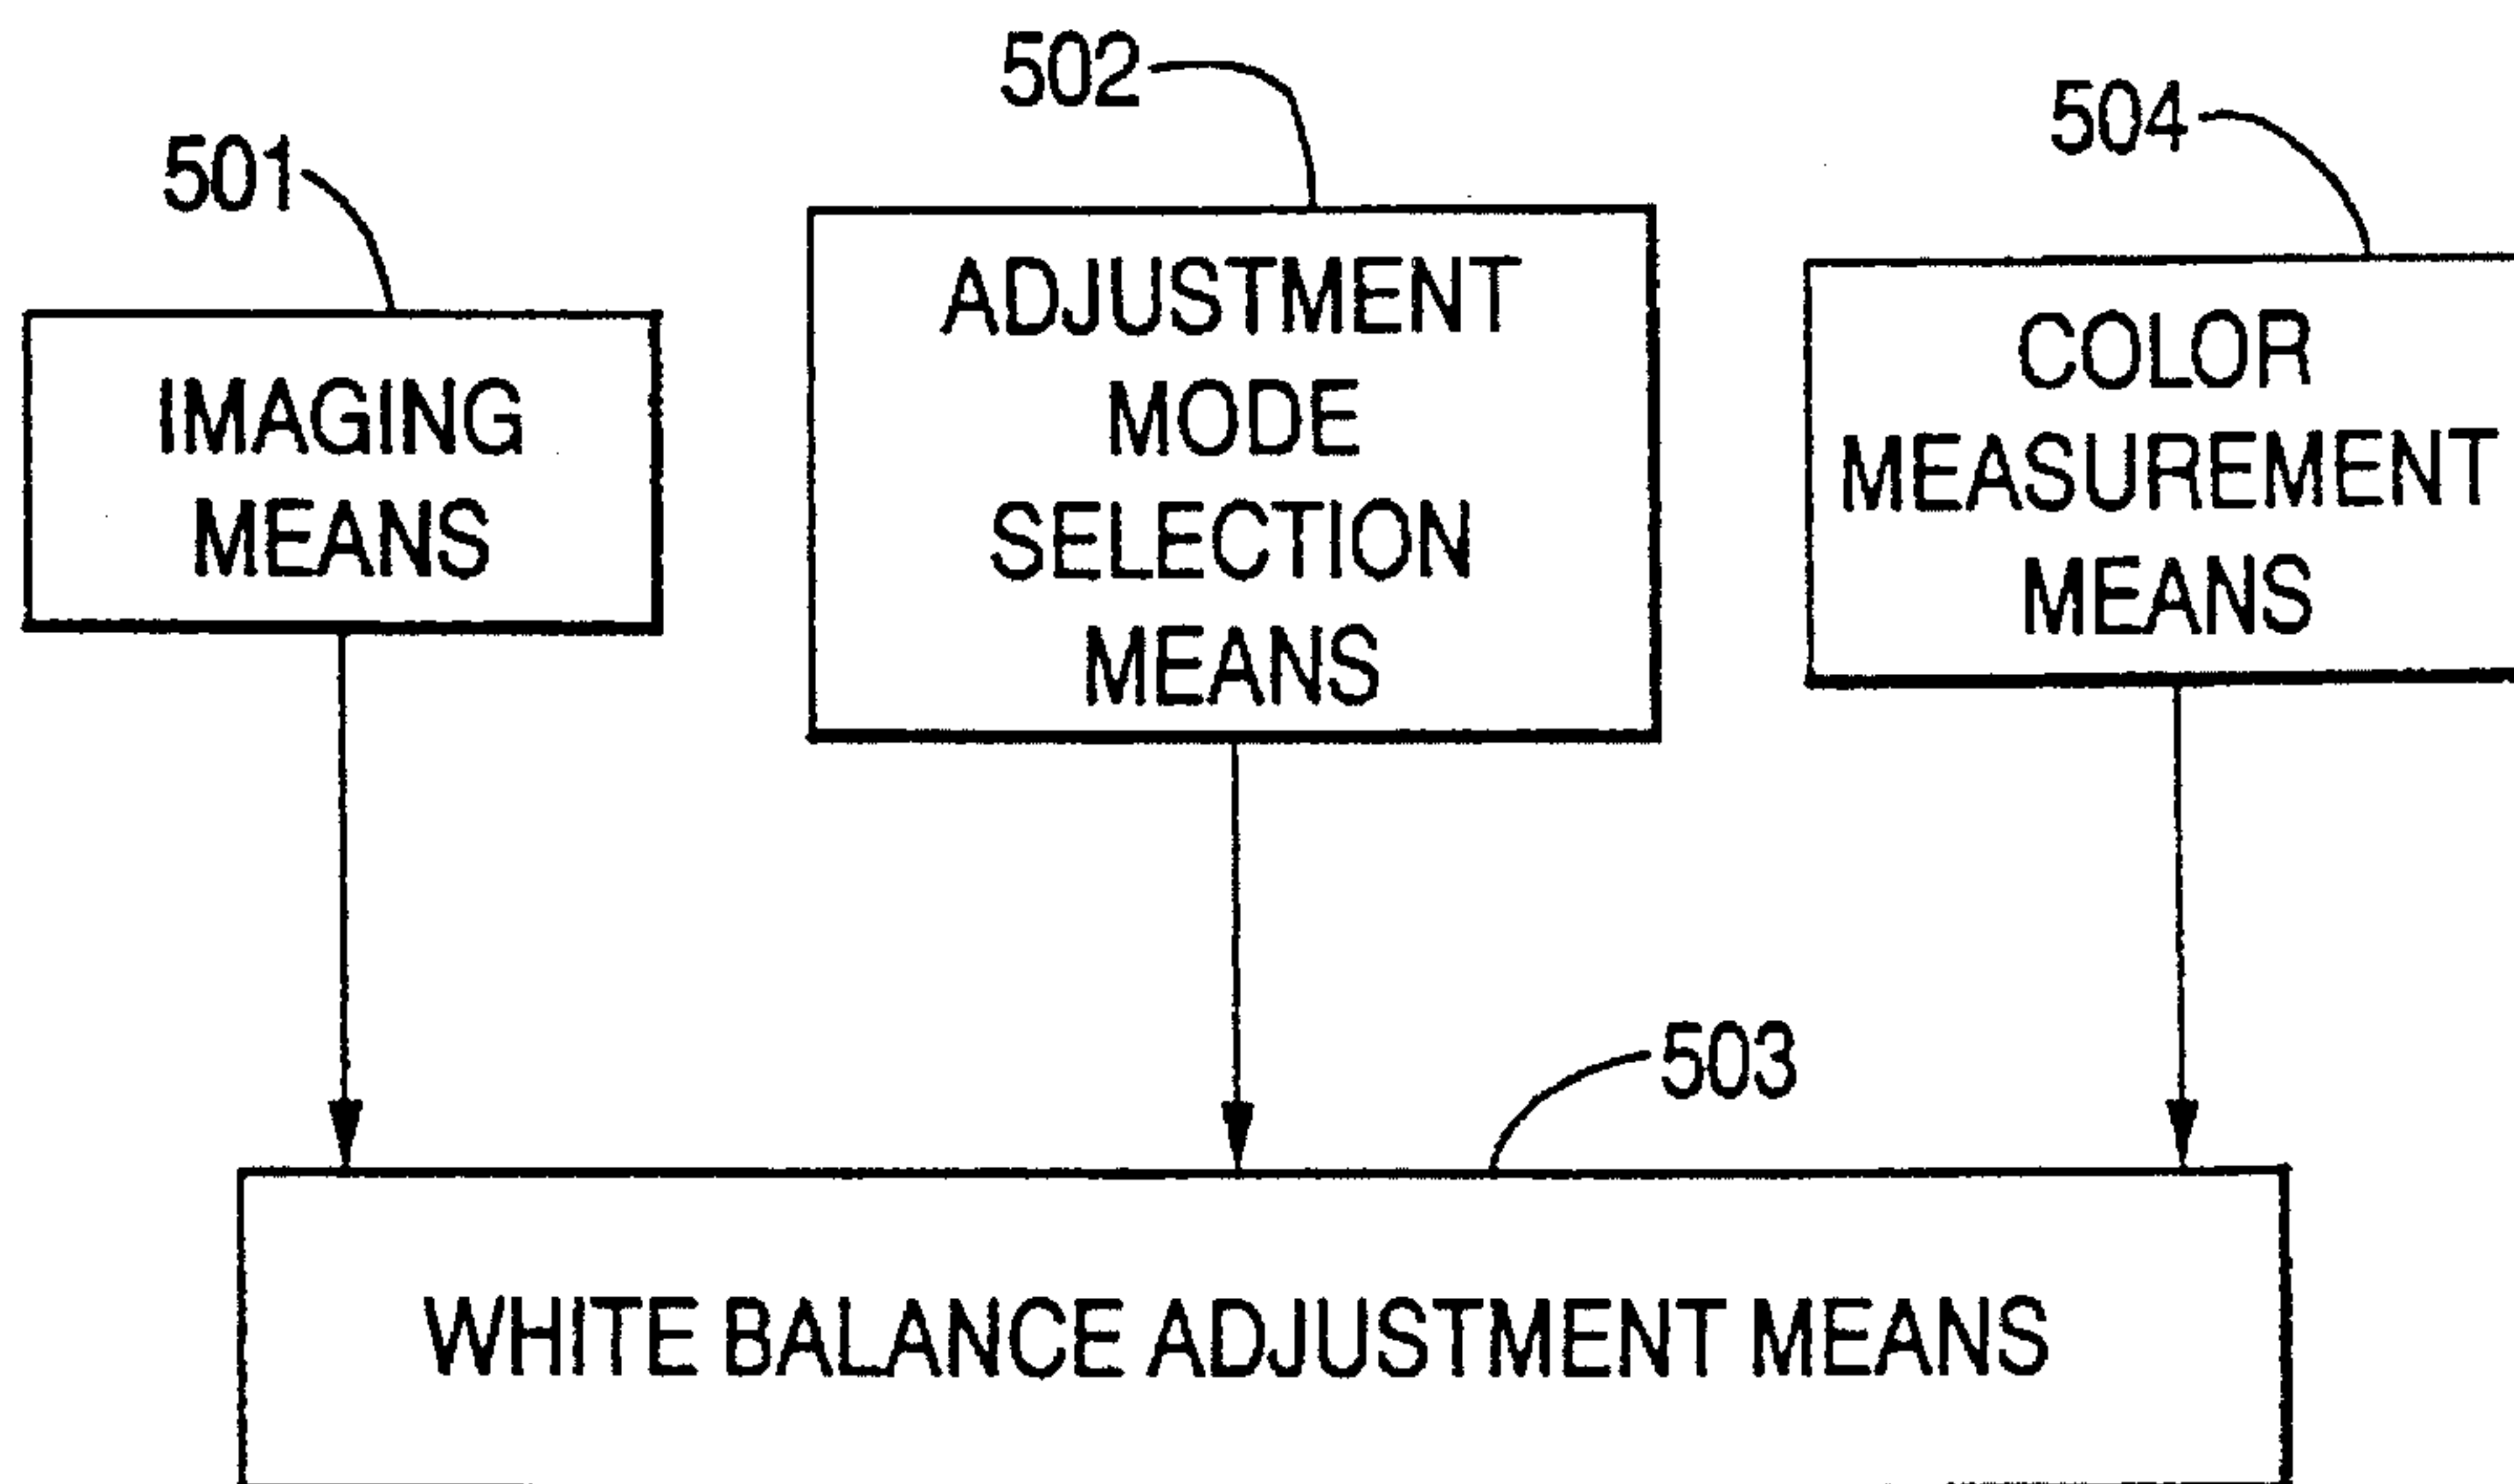 502
504
501
ADJUSTMENT
MODE
SELECTION
MEANS
COLOR
MEASUREMENT
MEANS
IMAGING
MEANS
503
WHITE BALANCE ADJUSTMENT MEANS